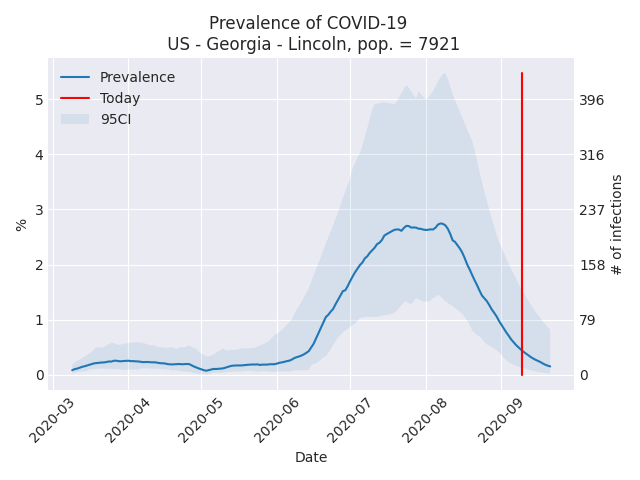 Prevalence of COVID-19
US - Georgia - Lincoln, pop. = 7921
Prevalence
Today
95CI
%
5
4
3
2
1
0
396
316
237
158
79
0
# of infections
2020-03
2020-04
2020-05
2020-06
2020-07
2020-08
2020-09
Date